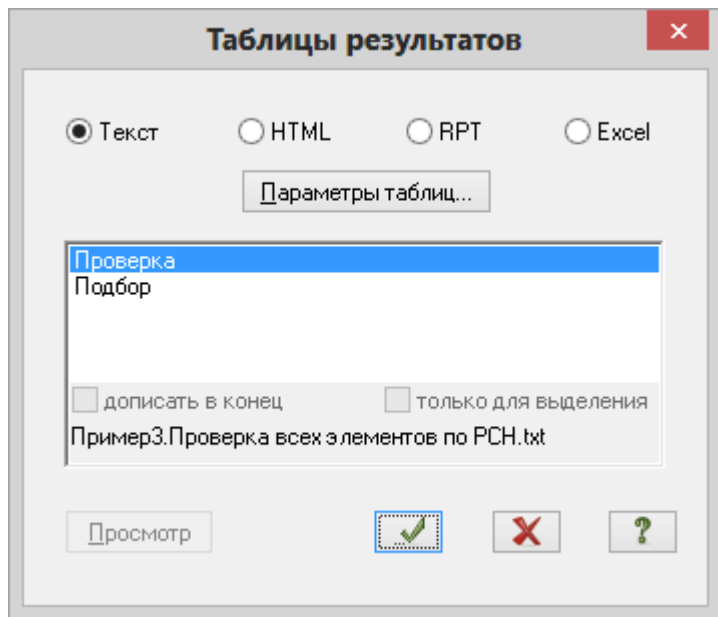 Таблицы результатов
Текст HTML RPT Excel
Параметры таблиц...
Проверка
Подбор
дописать в конец только для выделения
Пример3.Проверка всех элементов по РСН.txt
Просмотр